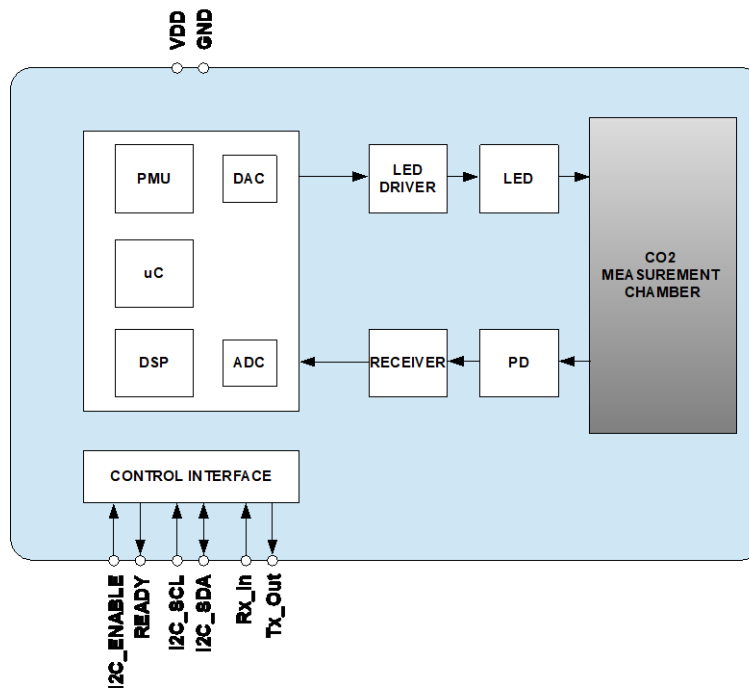 VDD
GND
PMU
DAC
LED
DRIVER
LED
uC
CO2
MEASUREMENT
CHAMBER
DSP
ADC
RECEIVER
PD
CONTROL INTERFACE
I2C_ENABLE
READY
I2C_SCL
I2C_SDA
Rx_In
Tx_Out